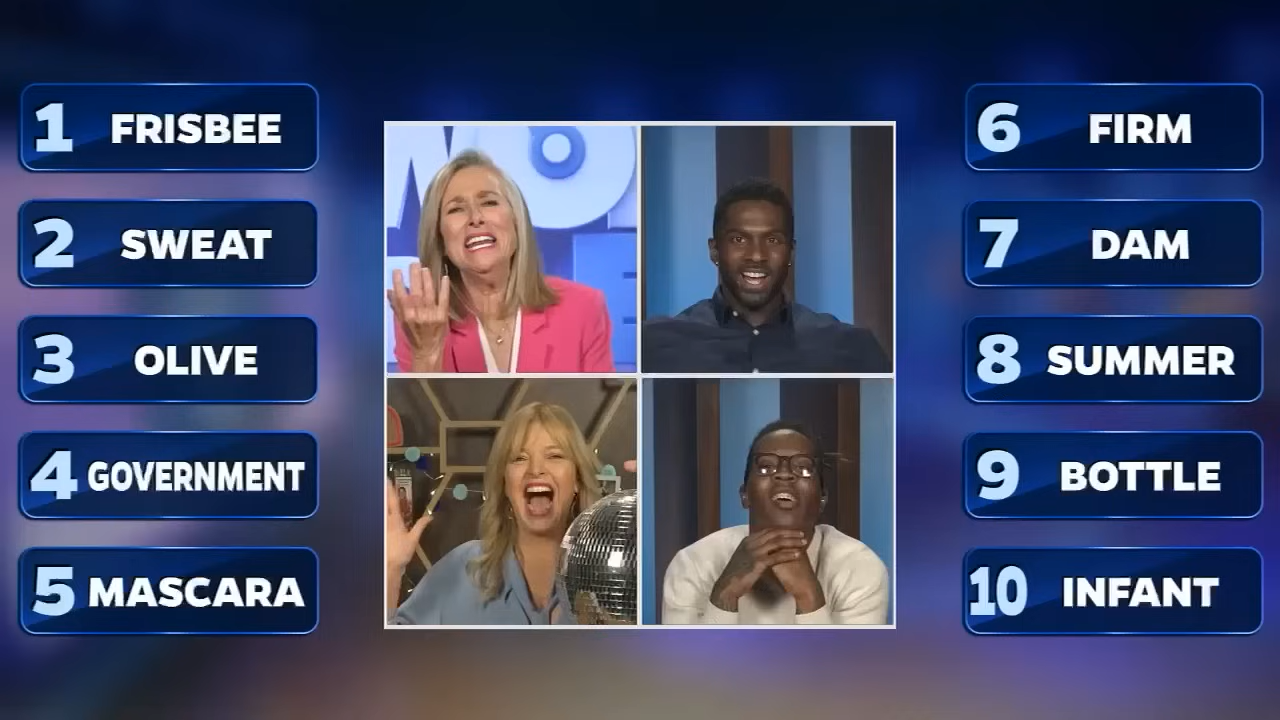 1 FRISBEE
2 SWEAT
3 OLIVE
4 GOVERNMENT
5 MASCARA
6 FIRM
7 DAM
8 SUMMER
9 BOTTLE
10 INFANT